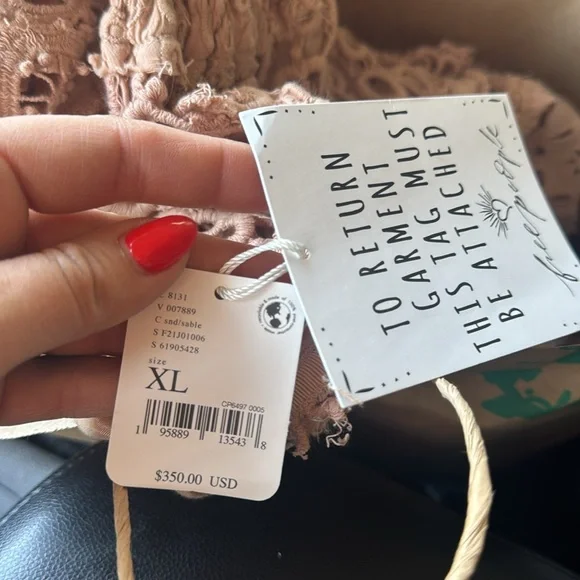 8131
V 007889
C snd/sable
S F21J01006
S 61905428
size
XL
CP6497 0005
1 95889 13543 8
$350.00 USD
TO RETURN
GARMENT
THIS TAG MUST
BE ATTACHED
free people